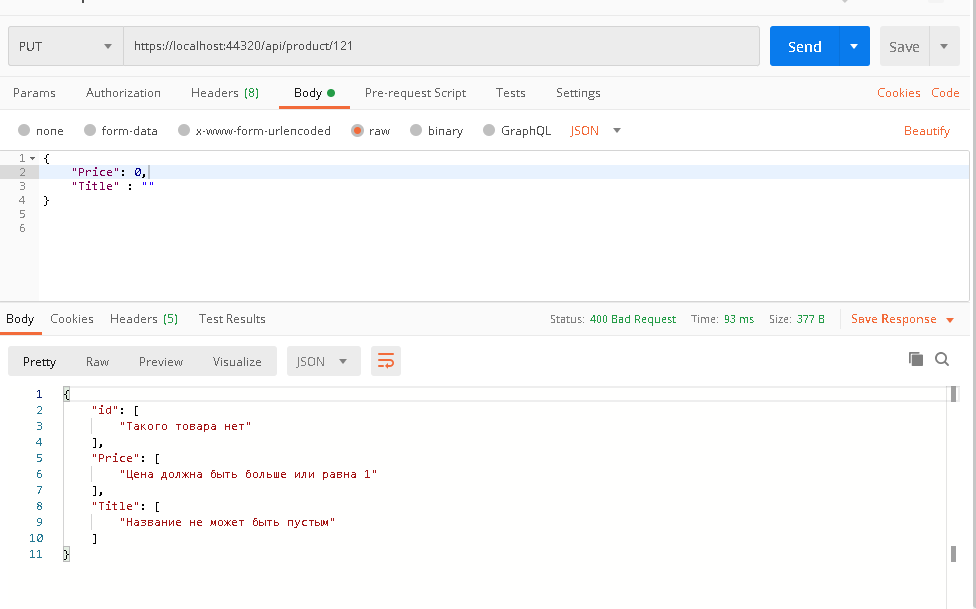 PUT https://localhost:44320/api/product/121 Send Save
Params Authorization Headers (8) Body Pre-request Script Tests Settings Cookies Code
none form-data x-www-form-urlencoded raw binary GraphQL JSON Beautify
1 {
2 "Price": 0,
3 "Title" : ""
4 }
5
6
Body Cookies Headers (5) Test Results Status: 400 Bad Request Time: 93 ms Size: 377 B Save Response
Pretty Raw Preview Visualize JSON
1 {
2 "id": [
3 "Такого товара нет"
4 ],
5 "Price": [
6 "Цена должна быть больше или равна 1"
7 ],
8 "Title": [
9 "Название не может быть пустым"
10 ]
11 }